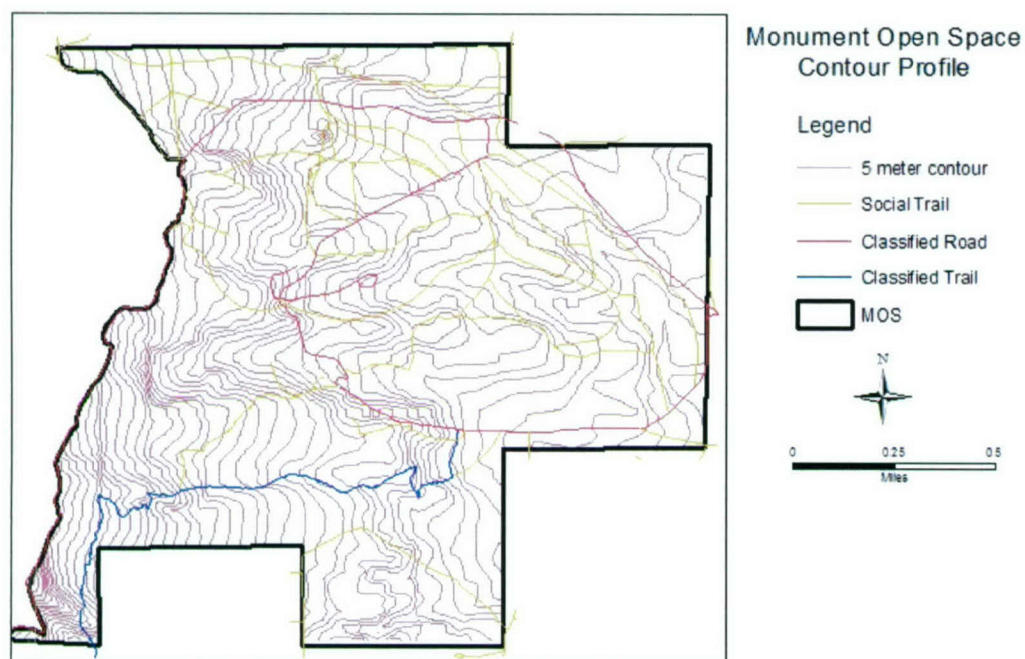 Monument Open Space
Contour Profile
Legend
5 meter contour
Social Trail
Classified Road
Classified Trail
MOS
N
0 0.25 0.5
Miles